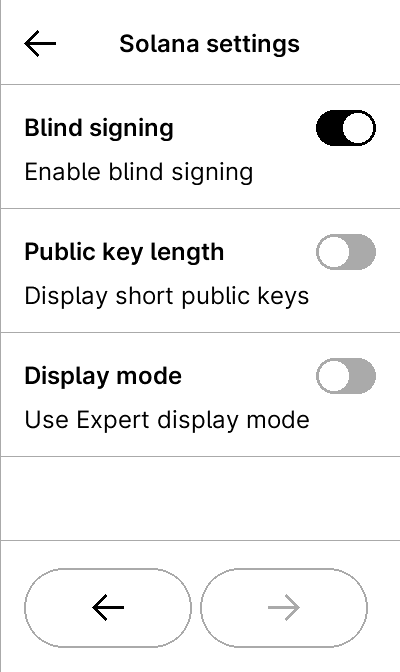 Solana settings
Blind signing
Enable blind signing
Public key length
Display short public keys
Display mode
Use Expert display mode